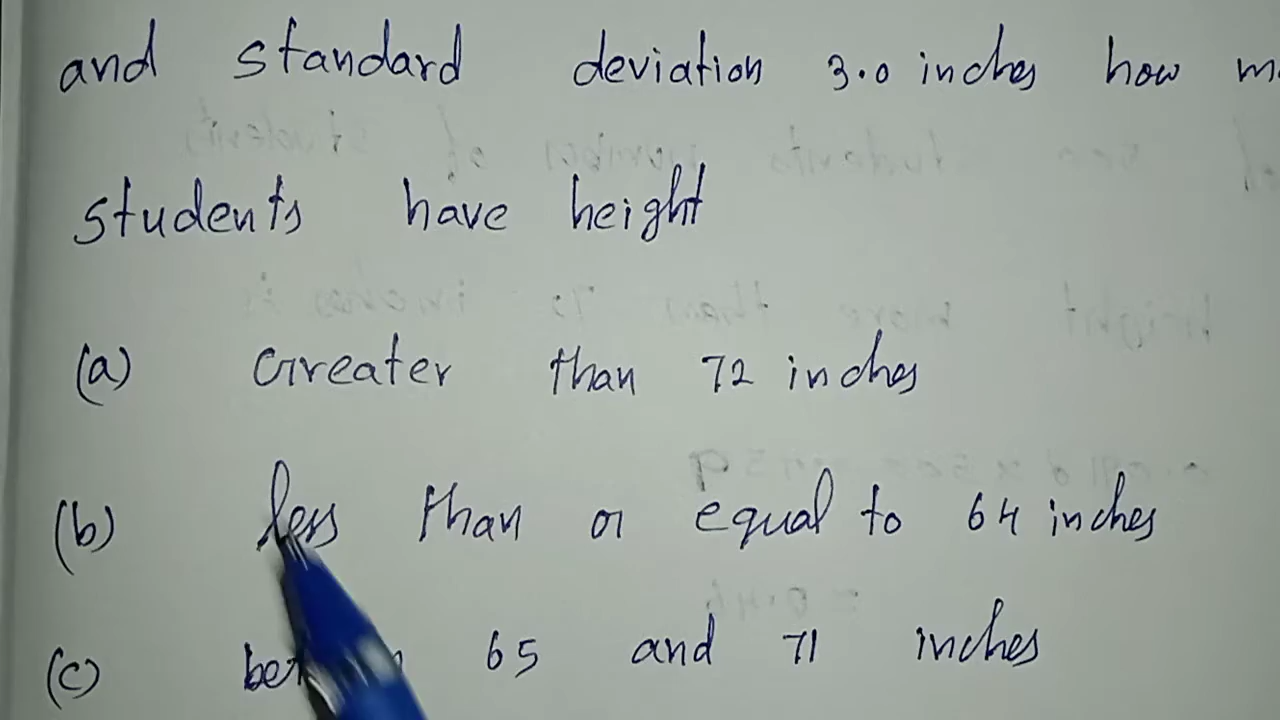 and standard deviation 3.0 inches how
students have height
(a) Greater than 72 inches
(b) less than or equal to 64 inches
(c) 65 and 71 inches